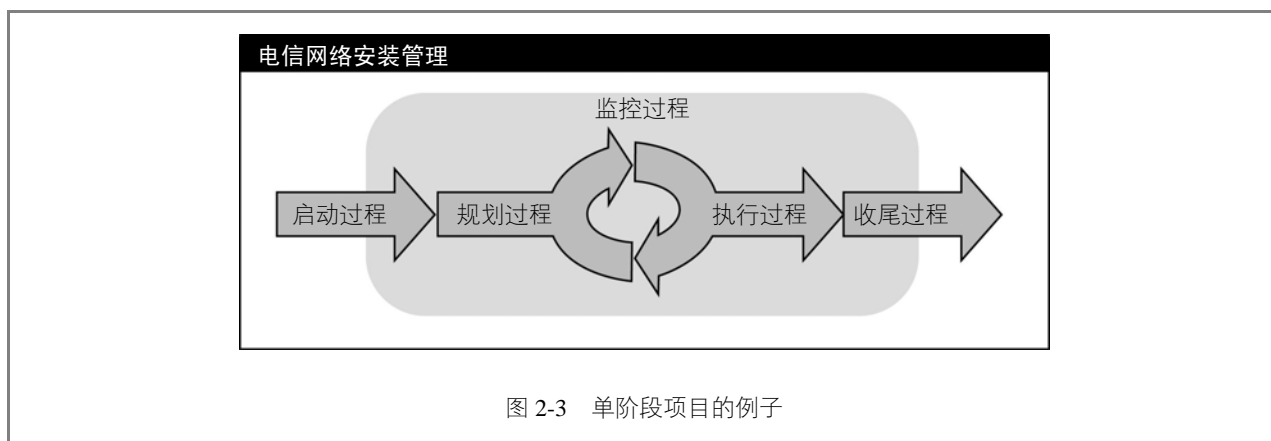 电信网络安装管理
监控过程
启动过程
规划过程
执行过程
收尾过程
图 2-3 单阶段项目的例子